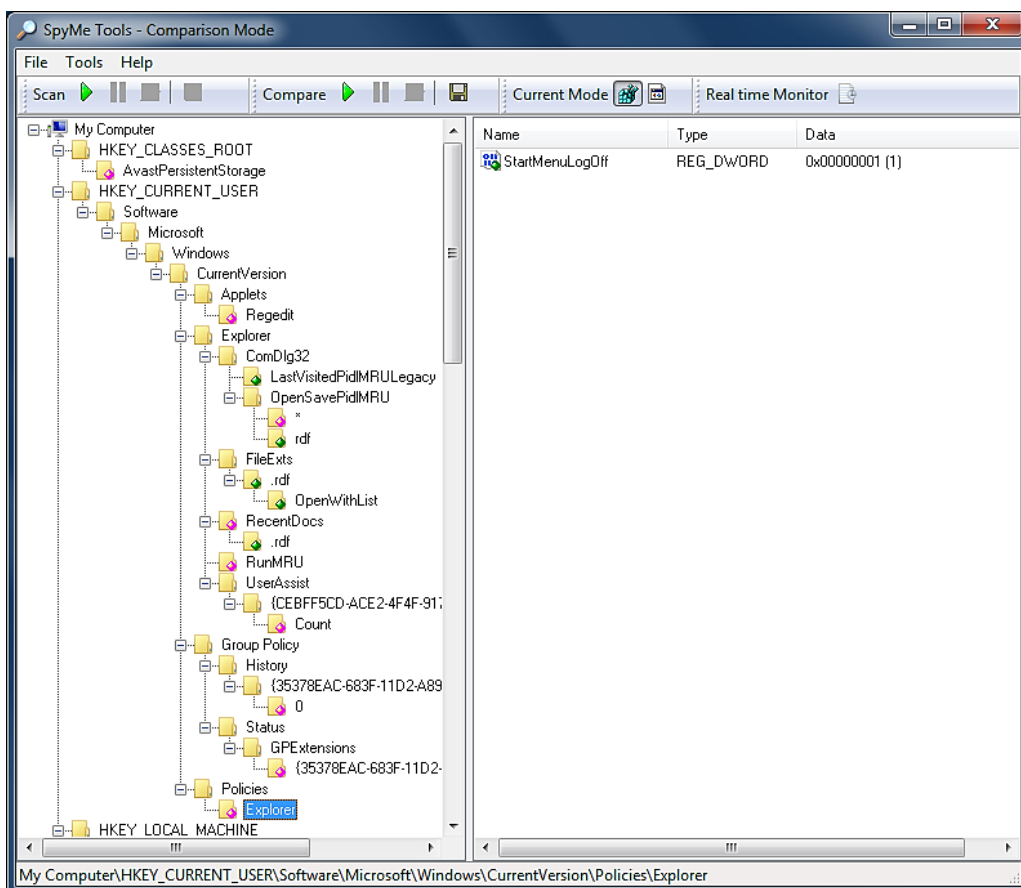 SpyMe Tools - Comparison Mode
File Tools Help
Scan Compare Current Mode Real time Monitor
My Computer
HKEY_CLASSES_ROOT
AvastPersistentStorage
HKEY_CURRENT_USER
Software
Microsoft
Windows
CurrentVersion
Applets
Regedit
Explorer
ComDlg32
LastVisitedPidlMRULegacy
OpenSavePidlMRU
*
rdf
FileExts
.rdf
OpenWithList
RecentDocs
.rdf
RunMRU
UserAssist
{CEBFF5CD-ACE2-4F4F-917
Count
Group Policy
History
{35378EAC-683F-11D2-A89
0
Status
GPExtensions
{35378EAC-683F-11D2-
Policies
Explorer
HKEY_LOCAL_MACHINE
Name Type Data
StartMenuLogOff REG_DWORD 0x00000001 (1)
My Computer\HKEY_CURRENT_USER\Software\Microsoft\Windows\CurrentVersion\Policies\Explorer